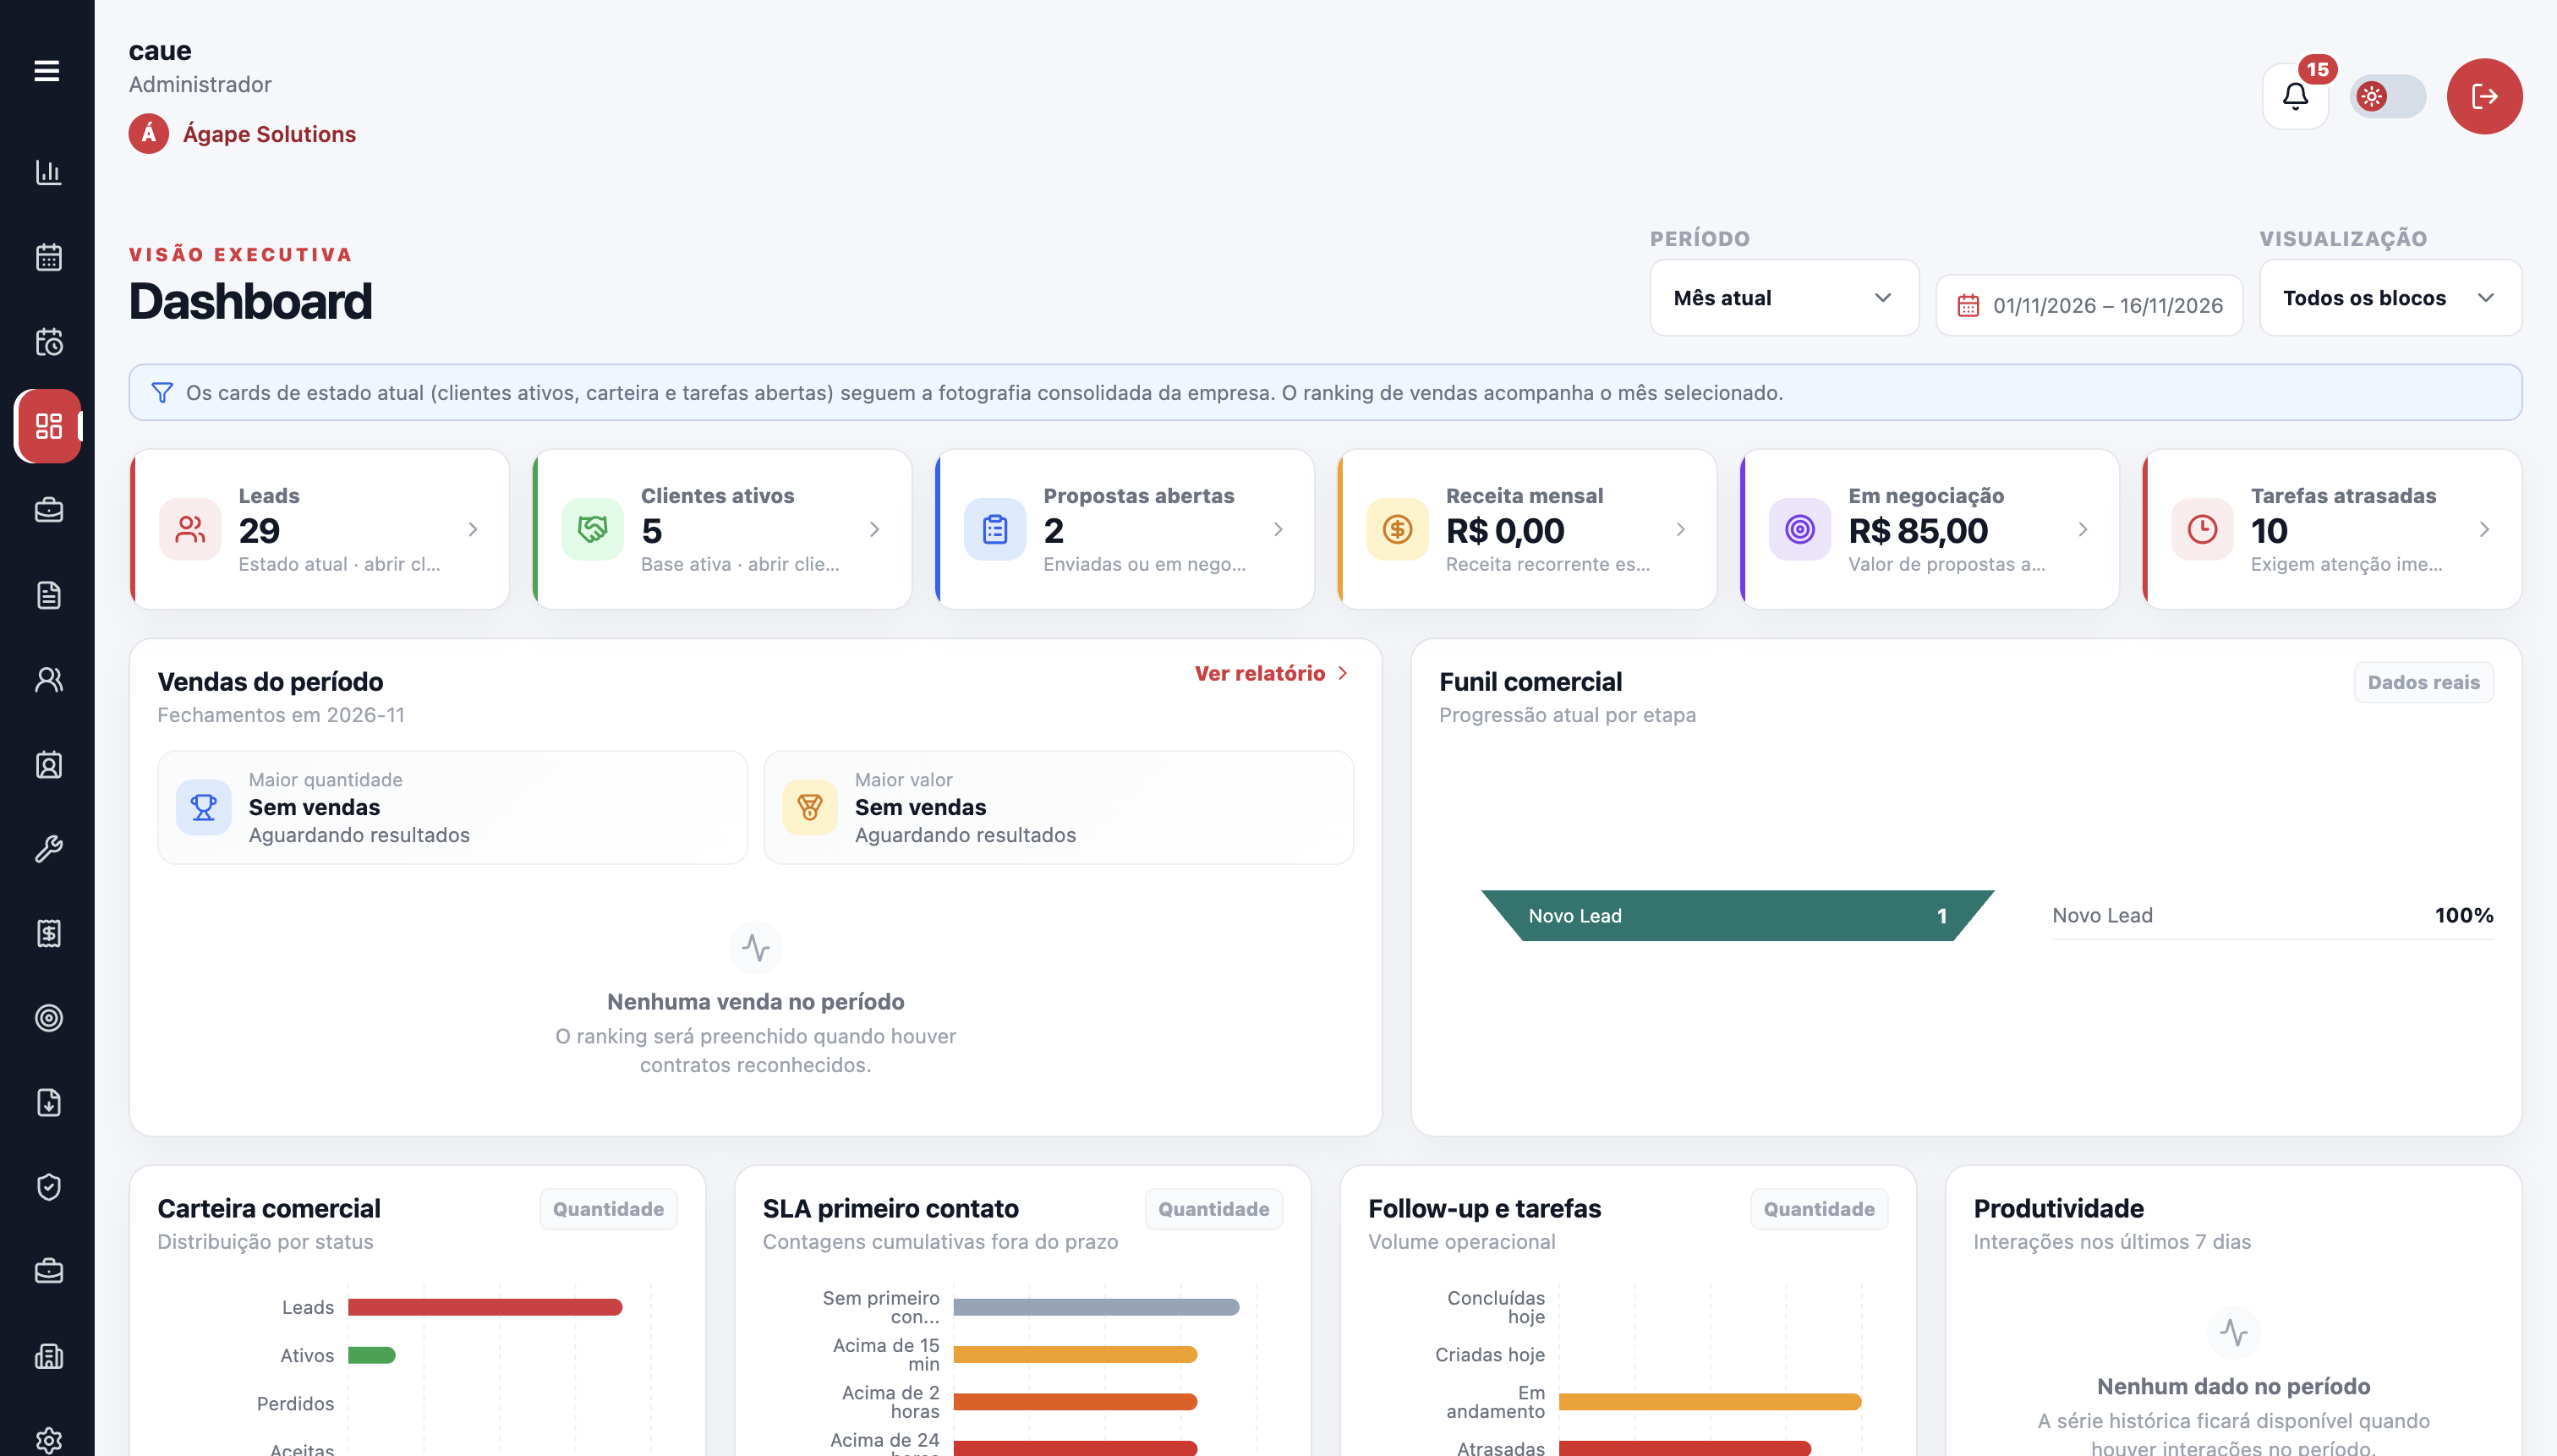 caue
Administrador
Á Ágape Solutions
15
VISÃO EXECUTIVA
Dashboard
PERÍODO
Mês atual
01/11/2026 – 16/11/2026
VISUALIZAÇÃO
Todos os blocos
Os cards de estado atual (clientes ativos, carteira e tarefas abertas) seguem a fotografia consolidada da empresa. O ranking de vendas acompanha o mês selecionado.
Leads
29
Estado atual · abrir cl...
Clientes ativos
5
Base ativa · abrir clie...
Propostas abertas
2
Enviadas ou em nego...
Receita mensal
R$ 0,00
Receita recorrente es...
Em negociação
R$ 85,00
Valor de propostas a...
Tarefas atrasadas
10
Exigem atenção ime...
Vendas do período
Fechamentos em 2026-11
Ver relatório
Maior quantidade
Sem vendas
Aguardando resultados
Maior valor
Sem vendas
Aguardando resultados
Nenhuma venda no período
O ranking será preenchido quando houver
contratos reconhecidos.
Funil comercial
Progressão atual por etapa
Dados reais
Novo Lead 1
Novo Lead 100%
Carteira comercial
Distribuição por status
Quantidade
Leads
Ativos
Perdidos
Aceitas
SLA primeiro contato
Contagens cumulativas fora do prazo
Quantidade
Sem primeiro
con...
Acima de 15
min
Acima de 2
horas
Acima de 24
horas
Follow-up e tarefas
Volume operacional
Quantidade
Concluídas
hoje
Criadas hoje
Em
andamento
Atrasadas
Produtividade
Interações nos últimos 7 dias
Nenhum dado no período
A série histórica ficará disponível quando
houver interações no período.